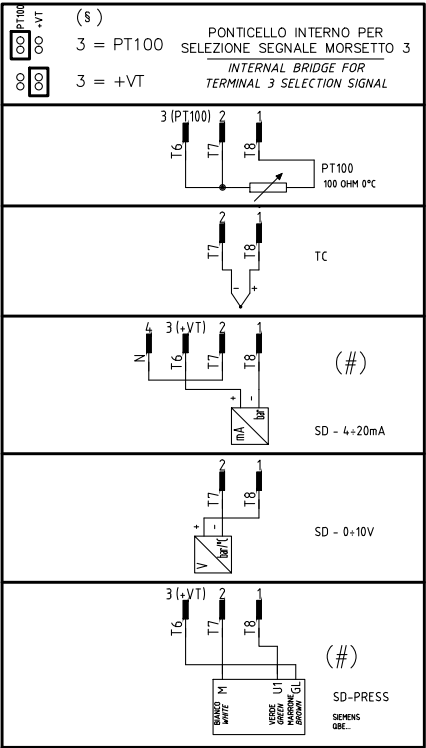 PT100 +VT
(§)
3 = PT100
3 = +VT
PONTICELLO INTERNO PER
SELEZIONE SEGNALE MORSETTO 3
INTERNAL BRIDGE FOR
TERMINAL 3 SELECTION SIGNAL
3 (PT100) 2 1
T6 T7 T8
PT100
100 OHM 0°C
2 1
T7 T8
TC
- +
4 3 (+VT) 2 1
N T6 T7 T8
(#)
+ -
mA bar
SD - 4÷20mA
2 1
T7 T8
+ -
V bar/°C
SD - 0÷10V
3 (+VT) 2 1
T6 T7 T8
(#)
M U1 GL
BIANCO
WHITE
VERDE
GREEN
MARRONE
BROWN
SD-PRESS
SIEMENS
QBE...